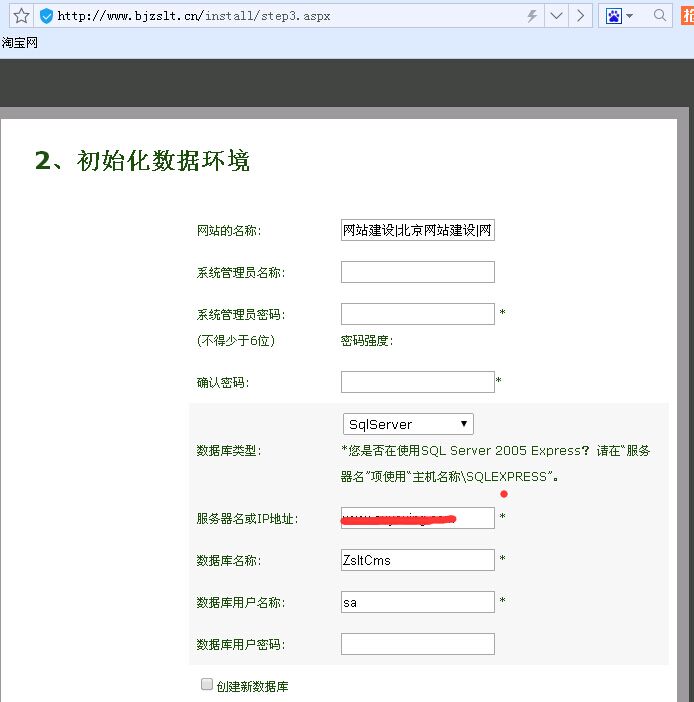 http://www.bjzslt.cn/install/step3.aspx
淘宝网
2、初始化数据环境
网站的名称: 网站建设|北京网站建设|网
系统管理员名称:
系统管理员密码: *
(不得少于6位) 密码强度:
确认密码: *
SqlServer
数据库类型: *您是否在使用SQL Server 2005 Express? 请在"服务
器名"项使用"主机名称\SQLEXPRESS"。
服务器名或IP地址: *
数据库名称: ZsltCms *
数据库用户名称: sa *
数据库用户密码:
创建新数据库